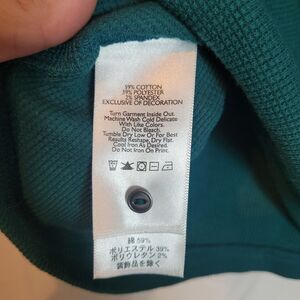 59% COTTON
39% POLYESTER
2% SPANDEX
EXCLUSIVE OF DECORATION
Turn Garment Inside Out.
Machine Wash Cold Delicate
With Like Colors.
Do Not Bleach.
Tumble Dry Low Or For Best
Results Reshape, Dry Flat.
Cool Iron As Desired.
Do Not Iron On Print.
綿 59%
ポリエステル 39%
ポリウレタン 2%
装飾品を除く